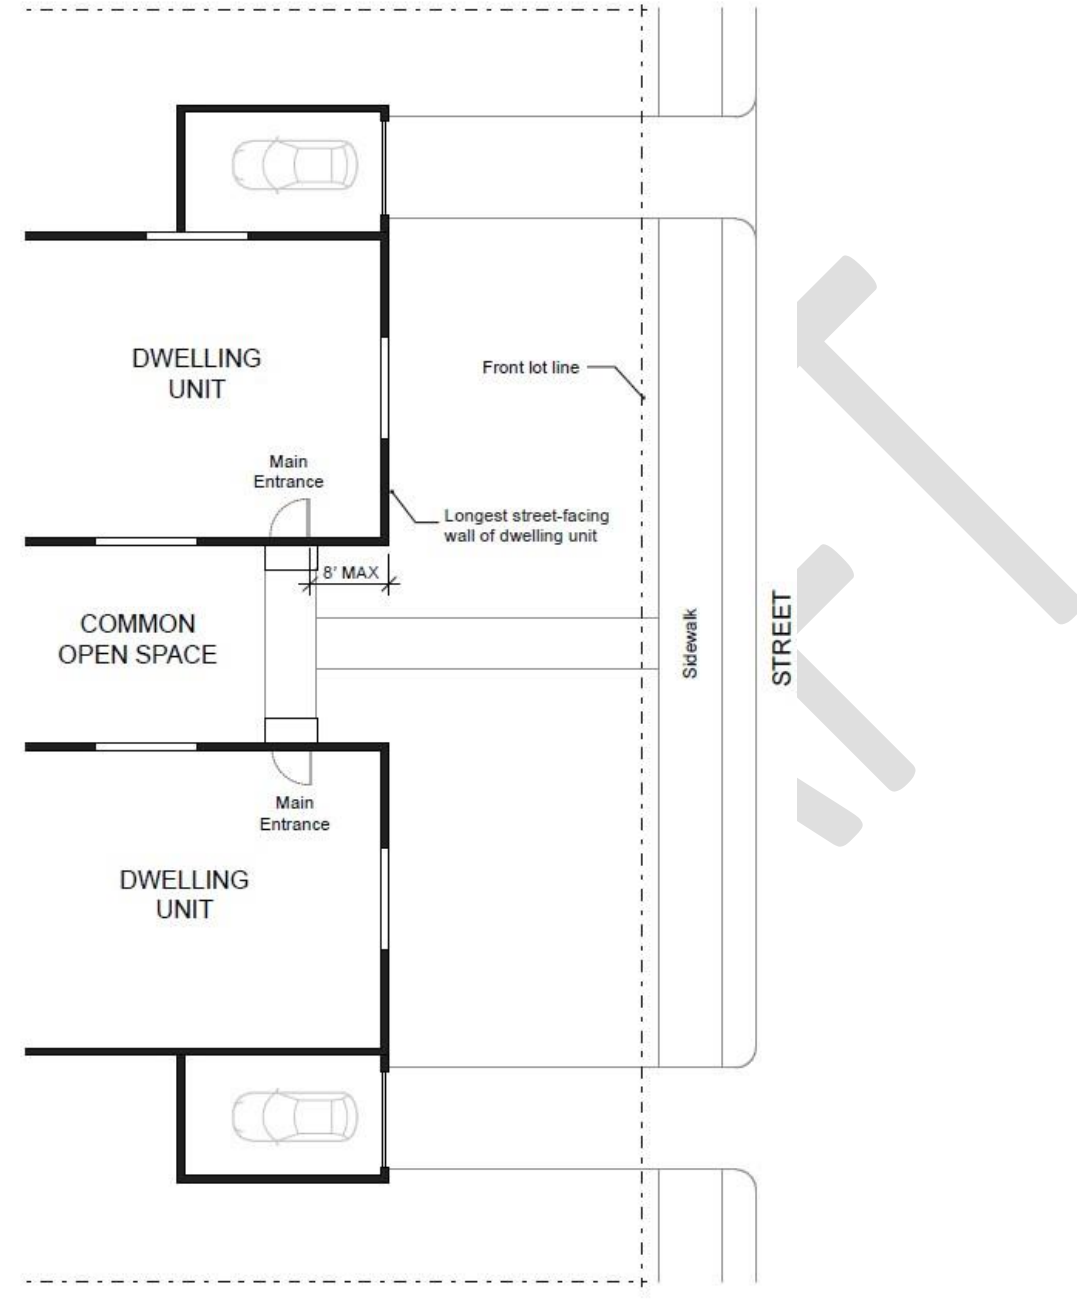 DWELLING
UNIT
Front lot line
Main
Entrance
Longest street-facing
wall of dwelling unit
8' MAX
COMMON
OPEN SPACE
Sidewalk
STREET
Main
Entrance
DWELLING
UNIT